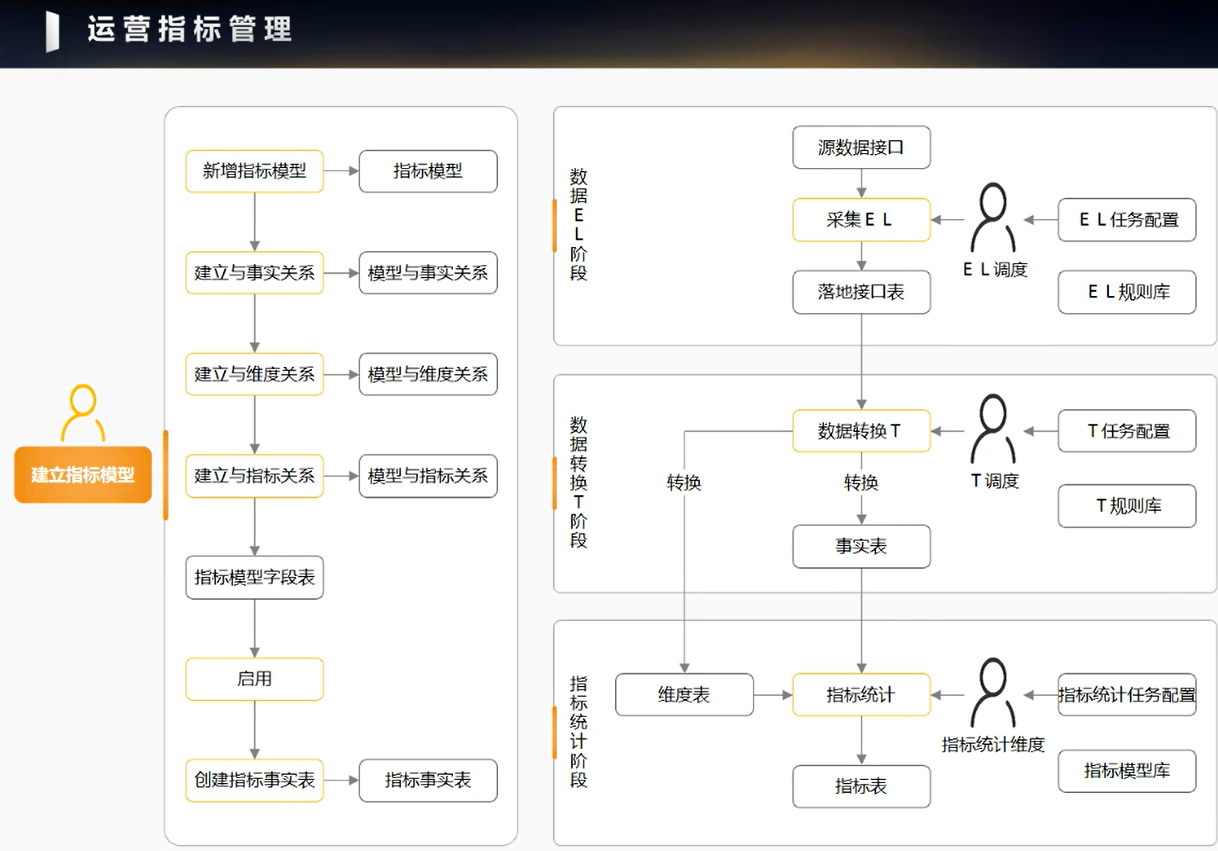 运营指标管理
建立指标模型
新增指标模型
指标模型
建立与事实关系
模型与事实关系
建立与维度关系
模型与维度关系
建立与指标关系
模型与指标关系
指标模型字段表
启用
创建指标事实表
指标事实表
数据EL阶段
源数据接口
采集EL
EL调度
EL任务配置
落地接口表
EL规则库
数据转换T阶段
数据转换T
T调度
T任务配置
转换
转换
T规则库
事实表
指标统计阶段
维度表
指标统计
指标统计维度
指标统计任务配置
指标表
指标模型库